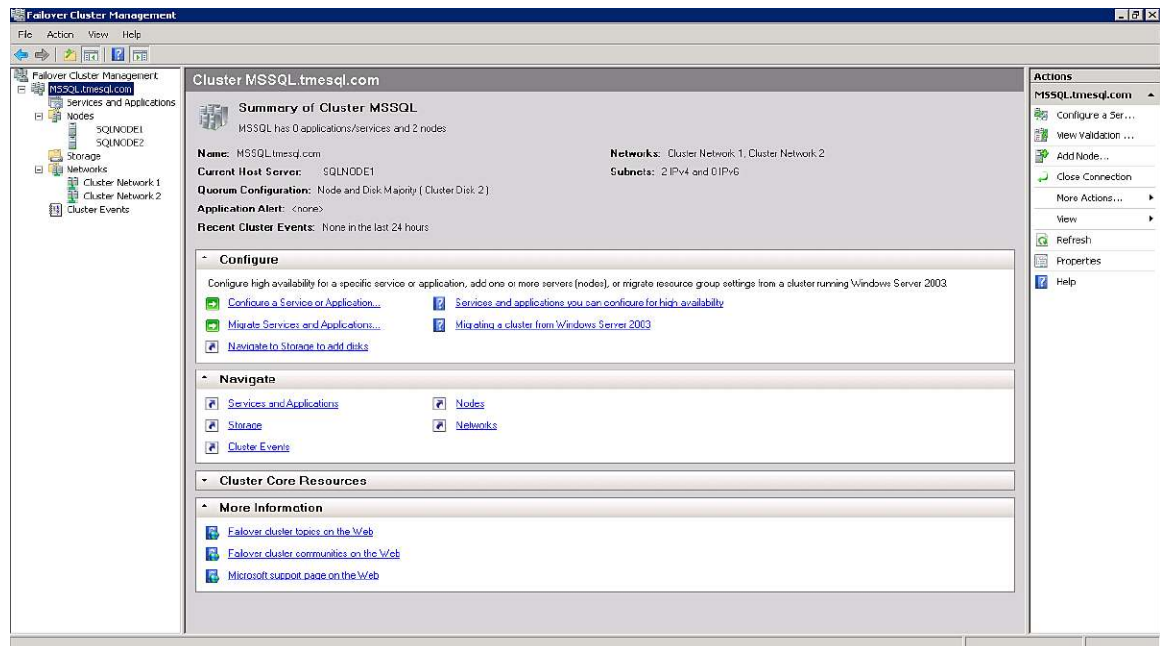 Failover Cluster Management
File Action View Help
Failover Cluster Management
MSSQL.tmesql.com
Services and Applications
Nodes
SQLNODE1
SQLNODE2
Storage
Networks
Cluster Network 1
Cluster Network 2
Cluster Events
Cluster MSSQL.tmesql.com
Summary of Cluster MSSQL
MSSQL has 0 applications/services and 2 nodes
Name: MSSQL.tmesql.com
Networks: Cluster Network 1, Cluster Network 2
Current Host Server: SQLNODE1
Subnets: 2 IPv4 and 0 IPv6
Quorum Configuration: Node and Disk Majority ( Cluster Disk 2 )
Application Alert: <none>
Recent Cluster Events: None in the last 24 hours
Configure
Configure high availability for a specific service or application, add one or more servers (nodes), or migrate resource group settings from a cluster running Windows Server 2003.
Configure a Service or Application...
Services and applications you can configure for high availability
Migrate Services and Applications...
Migrating a cluster from Windows Server 2003
Navigate to Storage to add disks
Navigate
Services and Applications
Nodes
Storage
Networks
Cluster Events
Cluster Core Resources
More Information
Failover cluster topics on the Web
Failover cluster communities on the Web
Microsoft support page on the Web
Actions
MSSQL.tmesql.com
Configure a Ser...
View Validation ...
Add Node...
Close Connection
More Actions...
View
Refresh
Properties
Help